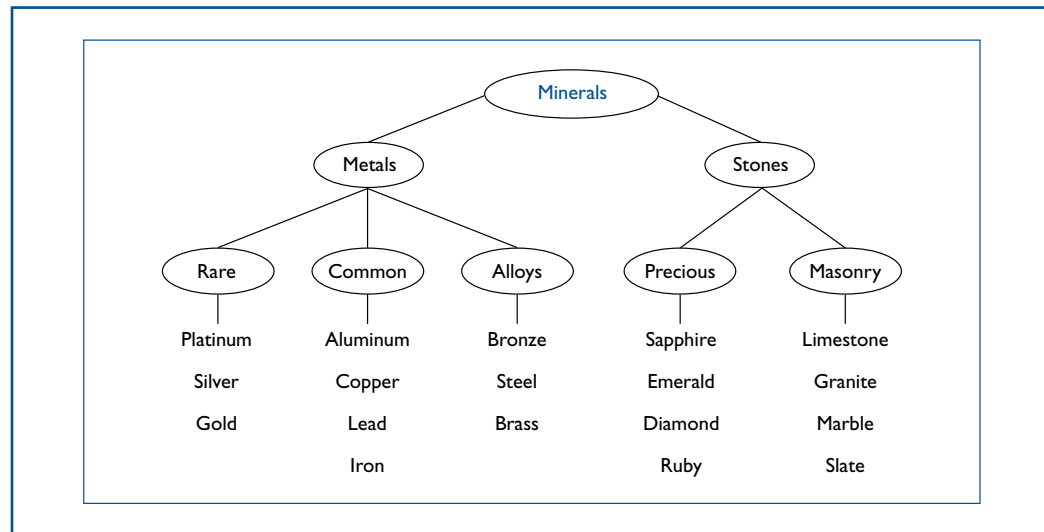 Minerals
Metals Stones
Rare Common Alloys Precious Masonry
Platinum Aluminum Bronze Sapphire Limestone
Silver Copper Steel Emerald Granite
Gold Lead Brass Diamond Marble
Iron Ruby Slate